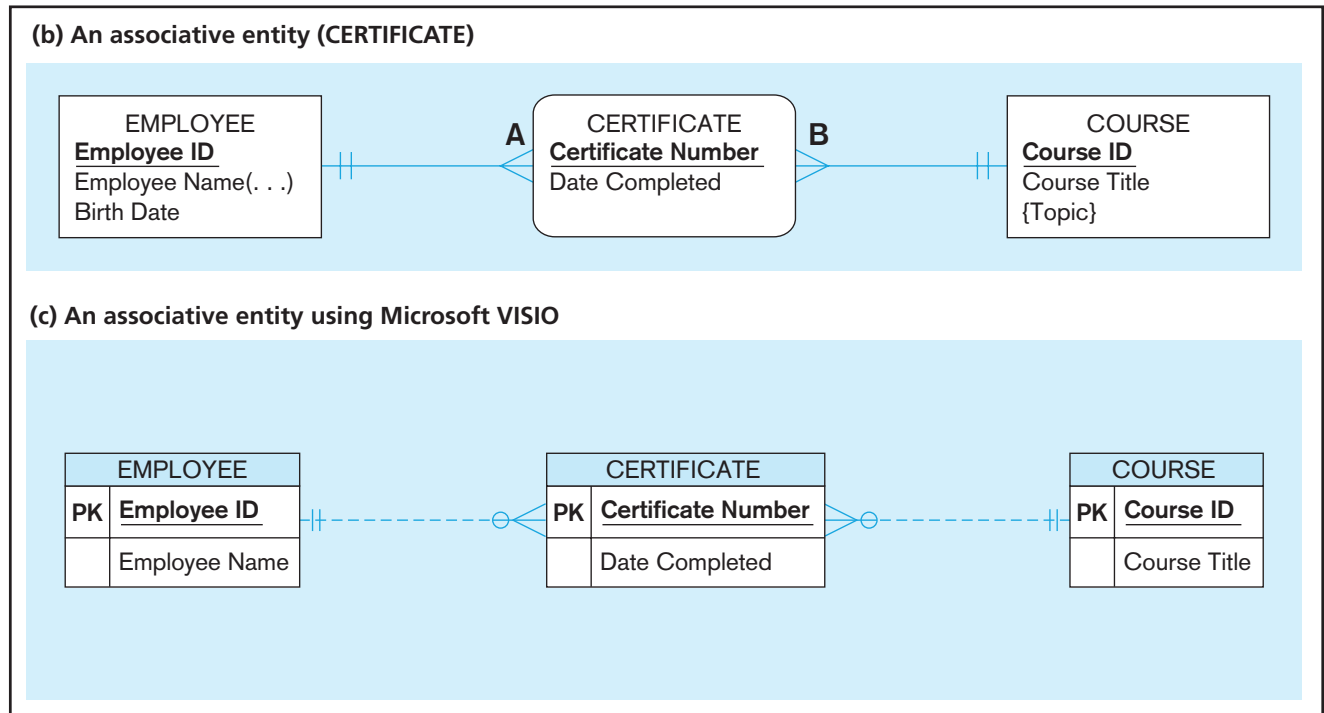 (b) An associative entity (CERTIFICATE)
EMPLOYEE
Employee ID
Employee Name(. . .)
Birth Date
A
CERTIFICATE
Certificate Number
Date Completed
B
COURSE
Course ID
Course Title
{Topic}
(c) An associative entity using Microsoft VISIO
EMPLOYEE
PK Employee ID
Employee Name
CERTIFICATE
PK Certificate Number
Date Completed
COURSE
PK Course ID
Course Title